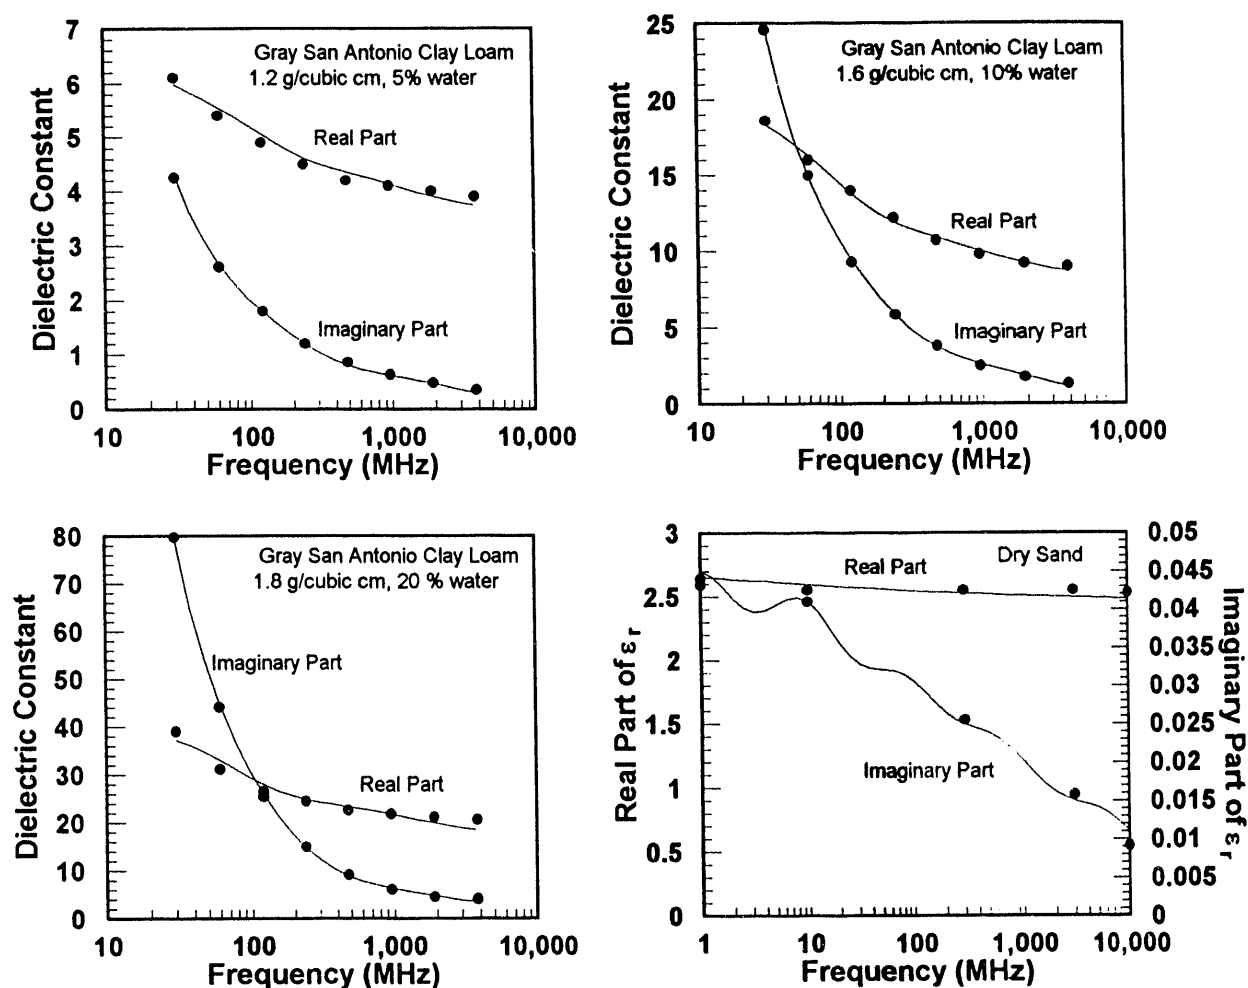 Gray San Antonio Clay Loam
1.2 g/cubic cm, 5% water
Real Part
Imaginary Part
Dielectric Constant
7
6
5
4
3
2
1
0
10
100
1,000
10,000
Frequency (MHz)
Gray San Antonio Clay Loam
1.6 g/cubic cm, 10% water
Real Part
Imaginary Part
Dielectric Constant
25
20
15
10
5
0
10
100
1,000
10,000
Frequency (MHz)
Gray San Antonio Clay Loam
1.8 g/cubic cm, 20 % water
Imaginary Part
Real Part
Dielectric Constant
80
70
60
50
40
30
20
10
0
10
100
1,000
10,000
Frequency (MHz)
Dry Sand
Real Part
Imaginary Part
Real Part of εr
3
2.5
2
1.5
1
0.5
0
0.05
0.045
0.04
0.035
0.03
0.025
0.02
0.015
0.01
0.005
0
Imaginary Part of εr
1
10
100
1,000
10,000
Frequency (MHz)